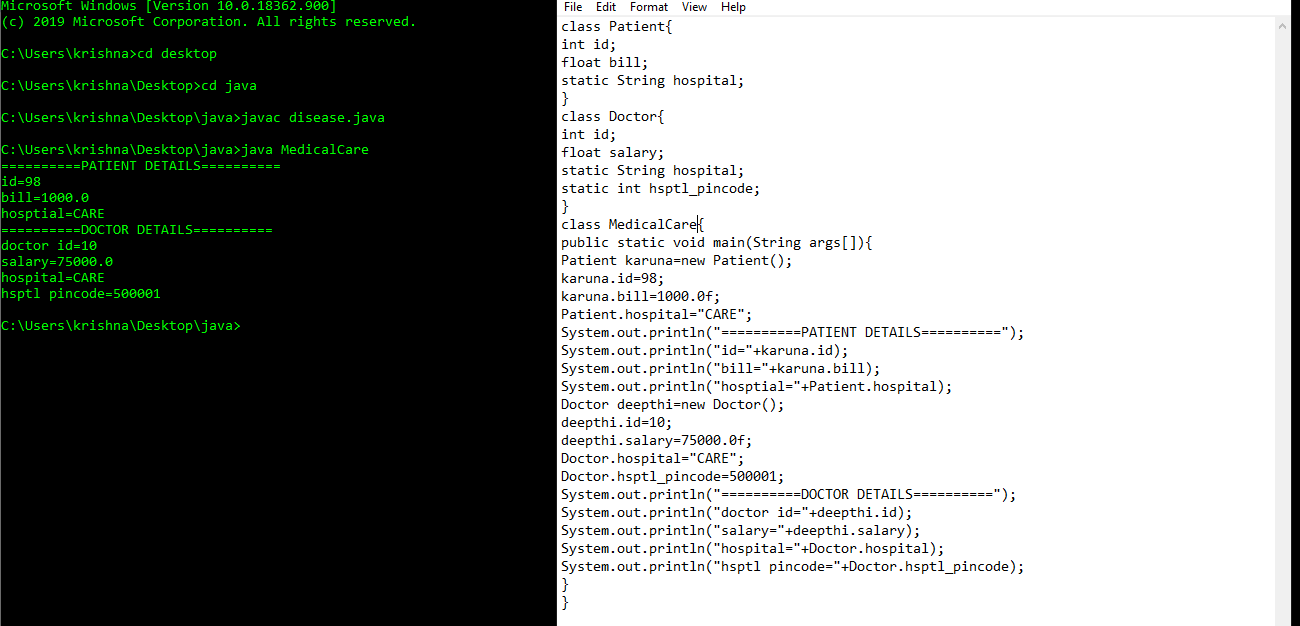 Microsoft Windows [Version 10.0.18362.900]
(c) 2019 Microsoft Corporation. All rights reserved.
C:\Users\krishna>cd desktop
C:\Users\krishna\Desktop>cd java
C:\Users\krishna\Desktop\java>javac disease.java
C:\Users\krishna\Desktop\java>java MedicalCare
==========PATIENT DETAILS==========
id=98
bill=1000.0
hosptial=CARE
==========DOCTOR DETAILS==========
doctor id=10
salary=75000.0
hospital=CARE
hsptl pincode=500001
C:\Users\krishna\Desktop\java>
File Edit Format View Help
class Patient{
int id;
float bill;
static String hospital;
}
class Doctor{
int id;
float salary;
static String hospital;
static int hsptl_pincode;
}
class MedicalCare{
public static void main(String args[]){
Patient karuna=new Patient();
karuna.id=98;
karuna.bill=1000.0f;
Patient.hospital="CARE";
System.out.println("==========PATIENT DETAILS==========");
System.out.println("id="+karuna.id);
System.out.println("bill="+karuna.bill);
System.out.println("hosptial="+Patient.hospital);
Doctor deepthi=new Doctor();
deepthi.id=10;
deepthi.salary=75000.0f;
Doctor.hospital="CARE";
Doctor.hsptl_pincode=500001;
System.out.println("==========DOCTOR DETAILS==========");
System.out.println("doctor id="+deepthi.id);
System.out.println("salary="+deepthi.salary);
System.out.println("hospital="+Doctor.hospital);
System.out.println("hsptl pincode="+Doctor.hsptl_pincode);
}
}